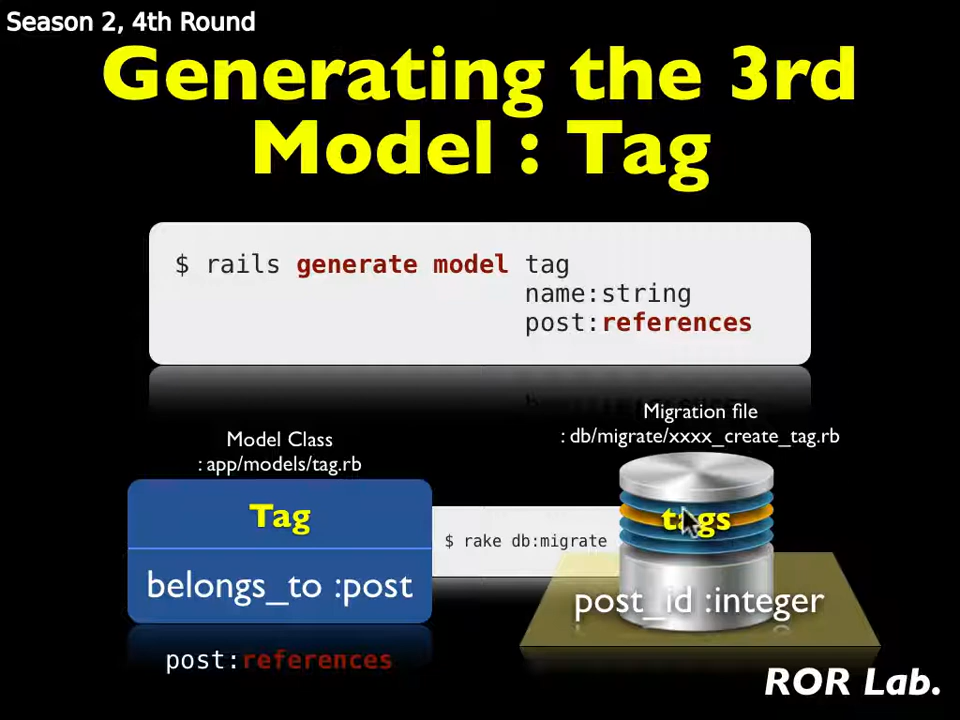 Season 2, 4th Round
Generating the 3rd
Model : Tag
$ rails generate model tag
name:string
post:references
Migration file
: db/migrate/xxxx_create_tag.rb
Model Class
: app/models/tag.rb
Tag
tags
$ rake db:migrate
belongs_to :post
post_id :integer
post:references
ROR Lab.